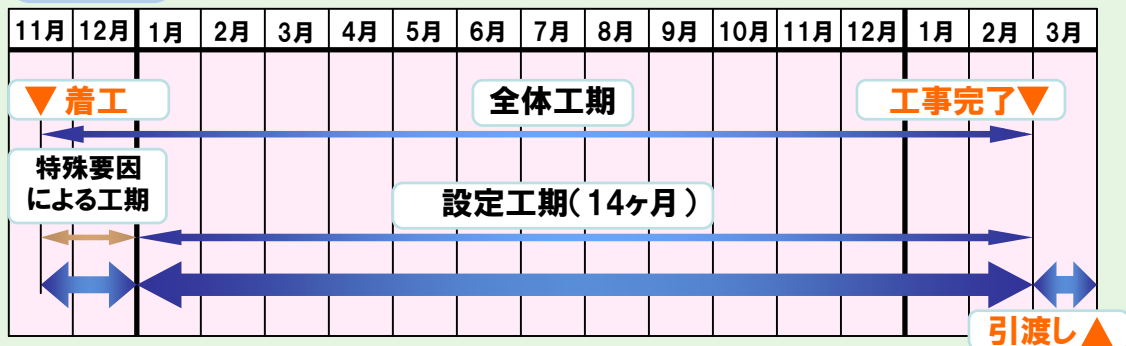 11月 12月 1月 2月 3月 4月 5月 6月 7月 8月 9月 10月 11月 12月 1月 2月 3月
▼着工 全体工期 工事完了▼
特殊要因
による工期
設定工期(14ヶ月)
引渡し▲